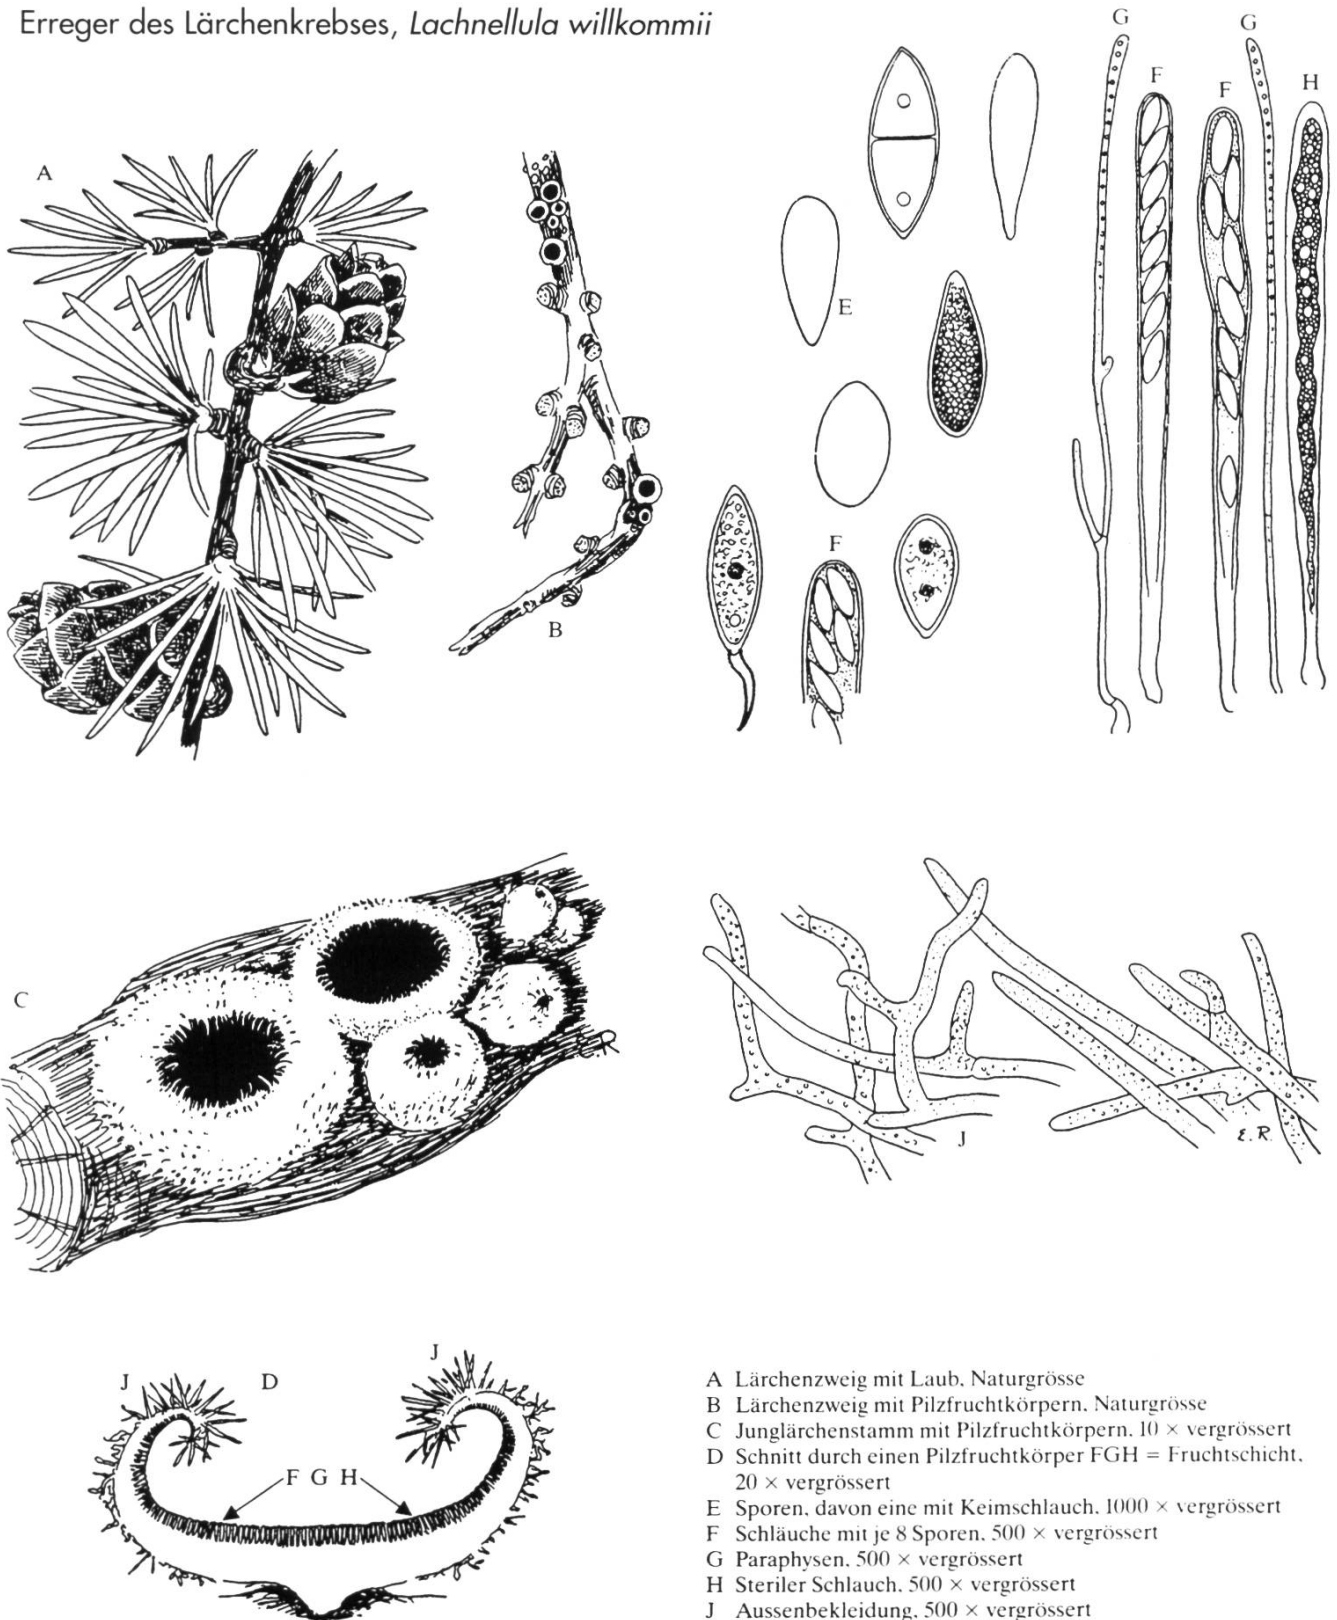 Erreger des Lärchenkrebses, Lachnellula willkommii
G
G
F
F
H
A
E
F
B
C
J
E. R.
J
D
J
F G H
A Lärchenzweig mit Laub. Naturgrösse
B Lärchenzweig mit Pilzfruchtkörpern. Naturgrösse
C Junglärchenstamm mit Pilzfruchtkörpern. 10 × vergrössert
D Schnitt durch einen Pilzfruchtkörper FGH = Fruchtschicht.
20 × vergrössert
E Sporen, davon eine mit Keimschlauch. 1000 × vergrössert
F Schläuche mit je 8 Sporen. 500 × vergrössert
G Paraphysen. 500 × vergrössert
H Steriler Schlauch. 500 × vergrössert
J Aussenbekleidung. 500 × vergrössert